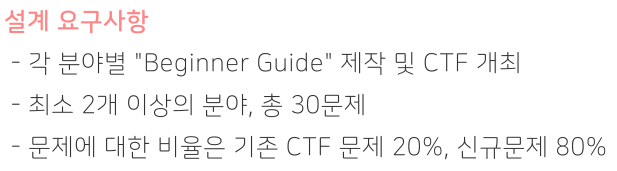 설계 요구사항
- 각 분야별 "Beginner Guide" 제작 및 CTF 개최
- 최소 2개 이상의 분야, 총 30문제
- 문제에 대한 비율은 기존 CTF 문제 20%, 신규문제 80%